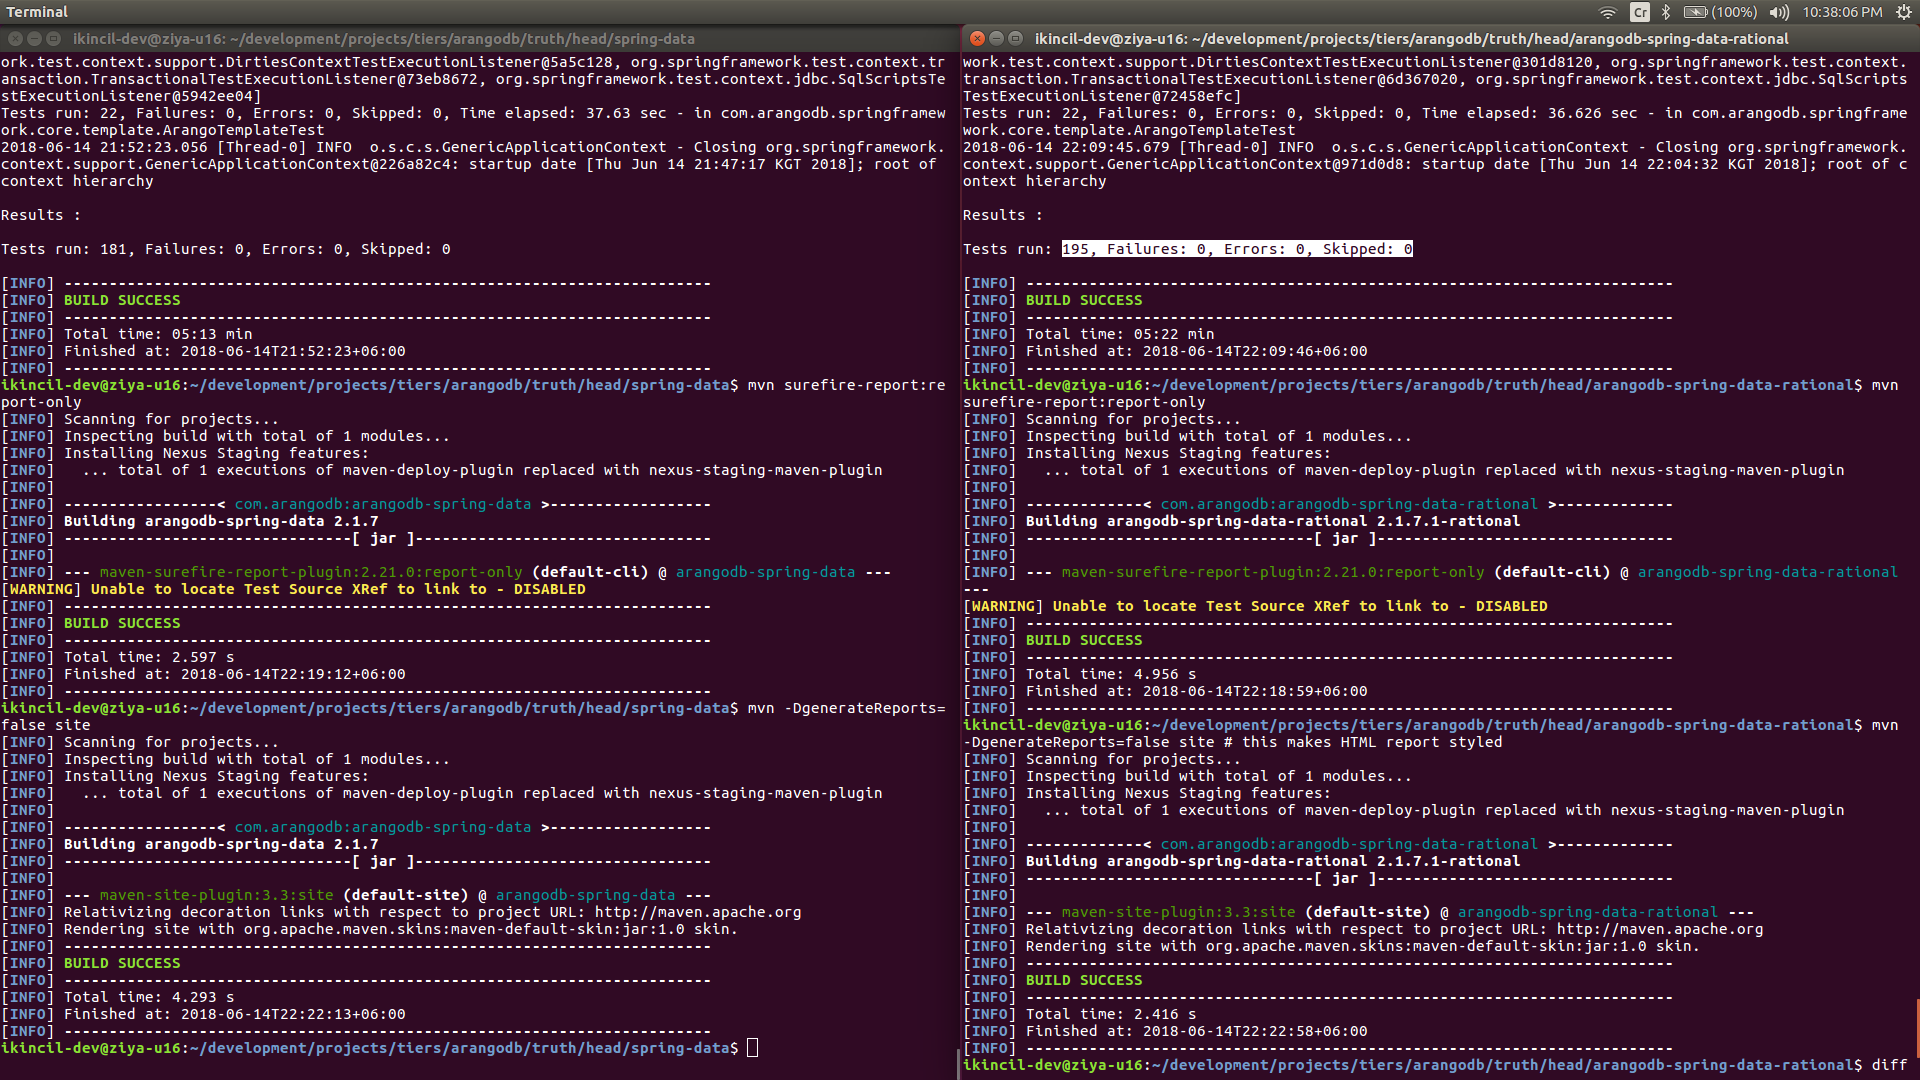 Terminal
Cr (100%) 10:38:06 PM
ikincil-dev@ziya-u16: ~/development/projects/tiers/arangodb/truth/head/spring-data
ork.test.context.support.DirtiesContextTestExecutionListener@5a5c128, org.springframework.test.context.tr
ansaction.TransactionalTestExecutionListener@73eb8672, org.springframework.test.context.jdbc.SqlScriptsTe
stExecutionListener@5942ee04]
Tests run: 22, Failures: 0, Errors: 0, Skipped: 0, Time elapsed: 37.63 sec - in com.arangodb.springframew
ork.core.template.ArangoTemplateTest
2018-06-14 21:52:23.056 [Thread-0] INFO  o.s.c.s.GenericApplicationContext - Closing org.springframework.
context.support.GenericApplicationContext@226a82c4: startup date [Thu Jun 14 21:47:17 KGT 2018]; root of
context hierarchy
Results :
Tests run: 181, Failures: 0, Errors: 0, Skipped: 0
[INFO] ------------------------------------------------------------------------
[INFO] BUILD SUCCESS
[INFO] ------------------------------------------------------------------------
[INFO] Total time: 05:13 min
[INFO] Finished at: 2018-06-14T21:52:23+06:00
[INFO] ------------------------------------------------------------------------
ikincil-dev@ziya-u16:~/development/projects/tiers/arangodb/truth/head/spring-data$ mvn surefire-report:re
port-only
[INFO] Scanning for projects...
[INFO] Inspecting build with total of 1 modules...
[INFO] Installing Nexus Staging features:
[INFO]   ... total of 1 executions of maven-deploy-plugin replaced with nexus-staging-maven-plugin
[INFO]
[INFO] -----------------< com.arangodb:arangodb-spring-data >------------------
[INFO] Building arangodb-spring-data 2.1.7
[INFO] --------------------------------[ jar ]---------------------------------
[INFO]
[INFO] --- maven-surefire-report-plugin:2.21.0:report-only (default-cli) @ arangodb-spring-data ---
[WARNING] Unable to locate Test Source XRef to link to - DISABLED
[INFO] ------------------------------------------------------------------------
[INFO] BUILD SUCCESS
[INFO] ------------------------------------------------------------------------
[INFO] Total time: 2.597 s
[INFO] Finished at: 2018-06-14T22:19:12+06:00
[INFO] ------------------------------------------------------------------------
ikincil-dev@ziya-u16:~/development/projects/tiers/arangodb/truth/head/spring-data$ mvn -DgenerateReports=
false site
[INFO] Scanning for projects...
[INFO] Inspecting build with total of 1 modules...
[INFO] Installing Nexus Staging features:
[INFO]   ... total of 1 executions of maven-deploy-plugin replaced with nexus-staging-maven-plugin
[INFO]
[INFO] -----------------< com.arangodb:arangodb-spring-data >------------------
[INFO] Building arangodb-spring-data 2.1.7
[INFO] --------------------------------[ jar ]---------------------------------
[INFO]
[INFO] --- maven-site-plugin:3.3:site (default-site) @ arangodb-spring-data ---
[INFO] Relativizing decoration links with respect to project URL: http://maven.apache.org
[INFO] Rendering site with org.apache.maven.skins:maven-default-skin:jar:1.0 skin.
[INFO] ------------------------------------------------------------------------
[INFO] BUILD SUCCESS
[INFO] ------------------------------------------------------------------------
[INFO] Total time: 4.293 s
[INFO] Finished at: 2018-06-14T22:22:13+06:00
[INFO] ------------------------------------------------------------------------
ikincil-dev@ziya-u16:~/development/projects/tiers/arangodb/truth/head/spring-data$
ikincil-dev@ziya-u16: ~/development/projects/tiers/arangodb/truth/head/arangodb-spring-data-rational
work.test.context.support.DirtiesContextTestExecutionListener@301d8120, org.springframework.test.context.
transaction.TransactionalTestExecutionListener@6d367020, org.springframework.test.context.jdbc.SqlScripts
TestExecutionListener@72458efc]
Tests run: 22, Failures: 0, Errors: 0, Skipped: 0, Time elapsed: 36.626 sec - in com.arangodb.springframe
work.core.template.ArangoTemplateTest
2018-06-14 22:09:45.679 [Thread-0] INFO  o.s.c.s.GenericApplicationContext - Closing org.springframework.
context.support.GenericApplicationContext@971d0d8: startup date [Thu Jun 14 22:04:32 KGT 2018]; root of c
ontext hierarchy
Results :
Tests run: 195, Failures: 0, Errors: 0, Skipped: 0
[INFO] ------------------------------------------------------------------------
[INFO] BUILD SUCCESS
[INFO] ------------------------------------------------------------------------
[INFO] Total time: 05:22 min
[INFO] Finished at: 2018-06-14T22:09:46+06:00
[INFO] ------------------------------------------------------------------------
ikincil-dev@ziya-u16:~/development/projects/tiers/arangodb/truth/head/arangodb-spring-data-rational$ mvn
surefire-report:report-only
[INFO] Scanning for projects...
[INFO] Inspecting build with total of 1 modules...
[INFO] Installing Nexus Staging features:
[INFO]   ... total of 1 executions of maven-deploy-plugin replaced with nexus-staging-maven-plugin
[INFO]
[INFO] -------------< com.arangodb:arangodb-spring-data-rational >-------------
[INFO] Building arangodb-spring-data-rational 2.1.7.1-rational
[INFO] --------------------------------[ jar ]---------------------------------
[INFO]
[INFO] --- maven-surefire-report-plugin:2.21.0:report-only (default-cli) @ arangodb-spring-data-rational
---
[WARNING] Unable to locate Test Source XRef to link to - DISABLED
[INFO] ------------------------------------------------------------------------
[INFO] BUILD SUCCESS
[INFO] ------------------------------------------------------------------------
[INFO] Total time: 4.956 s
[INFO] Finished at: 2018-06-14T22:18:59+06:00
[INFO] ------------------------------------------------------------------------
ikincil-dev@ziya-u16:~/development/projects/tiers/arangodb/truth/head/arangodb-spring-data-rational$ mvn
-DgenerateReports=false site # this makes HTML report styled
[INFO] Scanning for projects...
[INFO] Inspecting build with total of 1 modules...
[INFO] Installing Nexus Staging features:
[INFO]   ... total of 1 executions of maven-deploy-plugin replaced with nexus-staging-maven-plugin
[INFO]
[INFO] -------------< com.arangodb:arangodb-spring-data-rational >-------------
[INFO] Building arangodb-spring-data-rational 2.1.7.1-rational
[INFO] --------------------------------[ jar ]---------------------------------
[INFO]
[INFO] --- maven-site-plugin:3.3:site (default-site) @ arangodb-spring-data-rational ---
[INFO] Relativizing decoration links with respect to project URL: http://maven.apache.org
[INFO] Rendering site with org.apache.maven.skins:maven-default-skin:jar:1.0 skin.
[INFO] ------------------------------------------------------------------------
[INFO] BUILD SUCCESS
[INFO] ------------------------------------------------------------------------
[INFO] Total time: 2.416 s
[INFO] Finished at: 2018-06-14T22:22:58+06:00
[INFO] ------------------------------------------------------------------------
ikincil-dev@ziya-u16:~/development/projects/tiers/arangodb/truth/head/arangodb-spring-data-rational$ diff